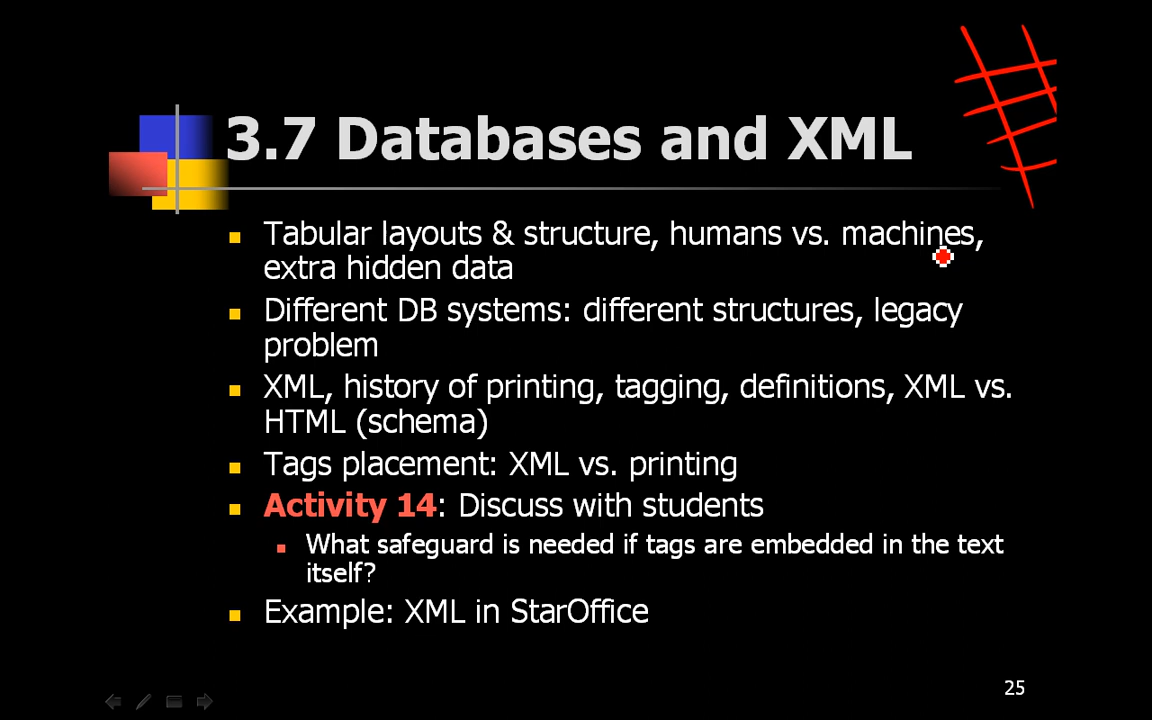 3.7 Databases and XML
Tabular layouts & structure, humans vs. machines,
extra hidden data
Different DB systems: different structures, legacy
problem
XML, history of printing, tagging, definitions, XML vs.
HTML (schema)
Tags placement: XML vs. printing
Activity 14: Discuss with students
What safeguard is needed if tags are embedded in the text
itself?
Example: XML in StarOffice
25